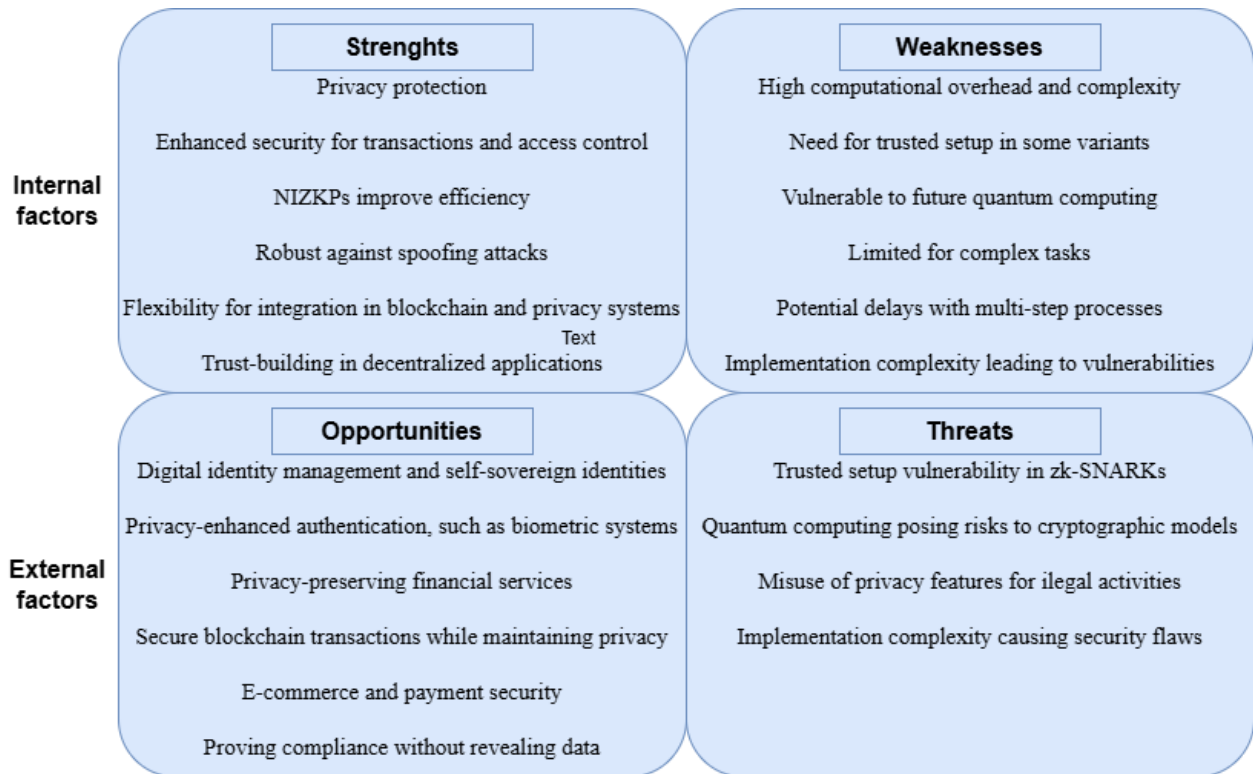 Strenghts
Privacy protection
Enhanced security for transactions and access control
NIZKPs improve efficiency
Robust against spoofing attacks
Flexibility for integration in blockchain and privacy systems
Text
Trust-building in decentralized applications
Weaknesses
High computational overhead and complexity
Need for trusted setup in some variants
Vulnerable to future quantum computing
Limited for complex tasks
Potential delays with multi-step processes
Implementation complexity leading to vulnerabilities
Internal
factors
Opportunities
Digital identity management and self-sovereign identities
Privacy-enhanced authentication, such as biometric systems
Privacy-preserving financial services
Secure blockchain transactions while maintaining privacy
E-commerce and payment security
Proving compliance without revealing data
Threats
Trusted setup vulnerability in zk-SNARKs
Quantum computing posing risks to cryptographic models
Misuse of privacy features for ilegal activities
Implementation complexity causing security flaws
External
factors